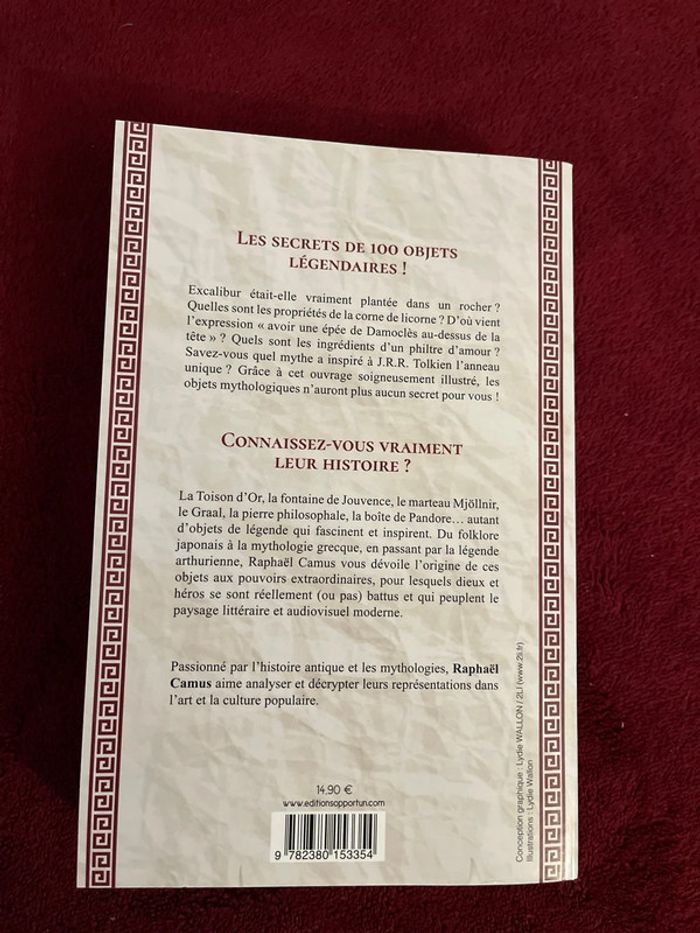 LES SECRETS DE 100 OBJETS
LÉGENDAIRES !
Excalibur était-elle vraiment plantée dans un rocher ?
Quelles sont les propriétés de la corne de licorne ? D’où vient
l’expression « avoir une épée de Damoclès au-dessus de la
tête » ? Quels sont les ingrédients d’un philtre d’amour ?
Savez-vous quel mythe a inspiré à J.R.R. Tolkien l’anneau
unique ? Grâce à cet ouvrage soigneusement illustré, les
objets mythologiques n’auront plus aucun secret pour vous !
CONNAISSEZ-VOUS VRAIMENT
LEUR HISTOIRE ?
La Toison d’Or, la fontaine de Jouvence, le marteau Mjöllnir,
le Graal, la pierre philosophale, la boîte de Pandore... autant
d’objets de légende qui fascinent et inspirent. Du folklore
japonais à la mythologie grecque, en passant par la légende
arthurienne, Raphaël Camus vous dévoile l’origine de ces
objets aux pouvoirs extraordinaires, pour lesquels dieux et
héros se sont réellement (ou pas) battus et qui peuplent le
paysage littéraire et audiovisuel moderne.
Passionné par l’histoire antique et les mythologies, Raphaël
Camus aime analyser et décrypter leurs représentations dans
l’art et la culture populaire.
14,90 €
www.editionsopportun.com
9 782380 153354
Conception graphique : Lydie WALLON / 2LI (www.2li.fr)
Illustrations : Lydie Wallon